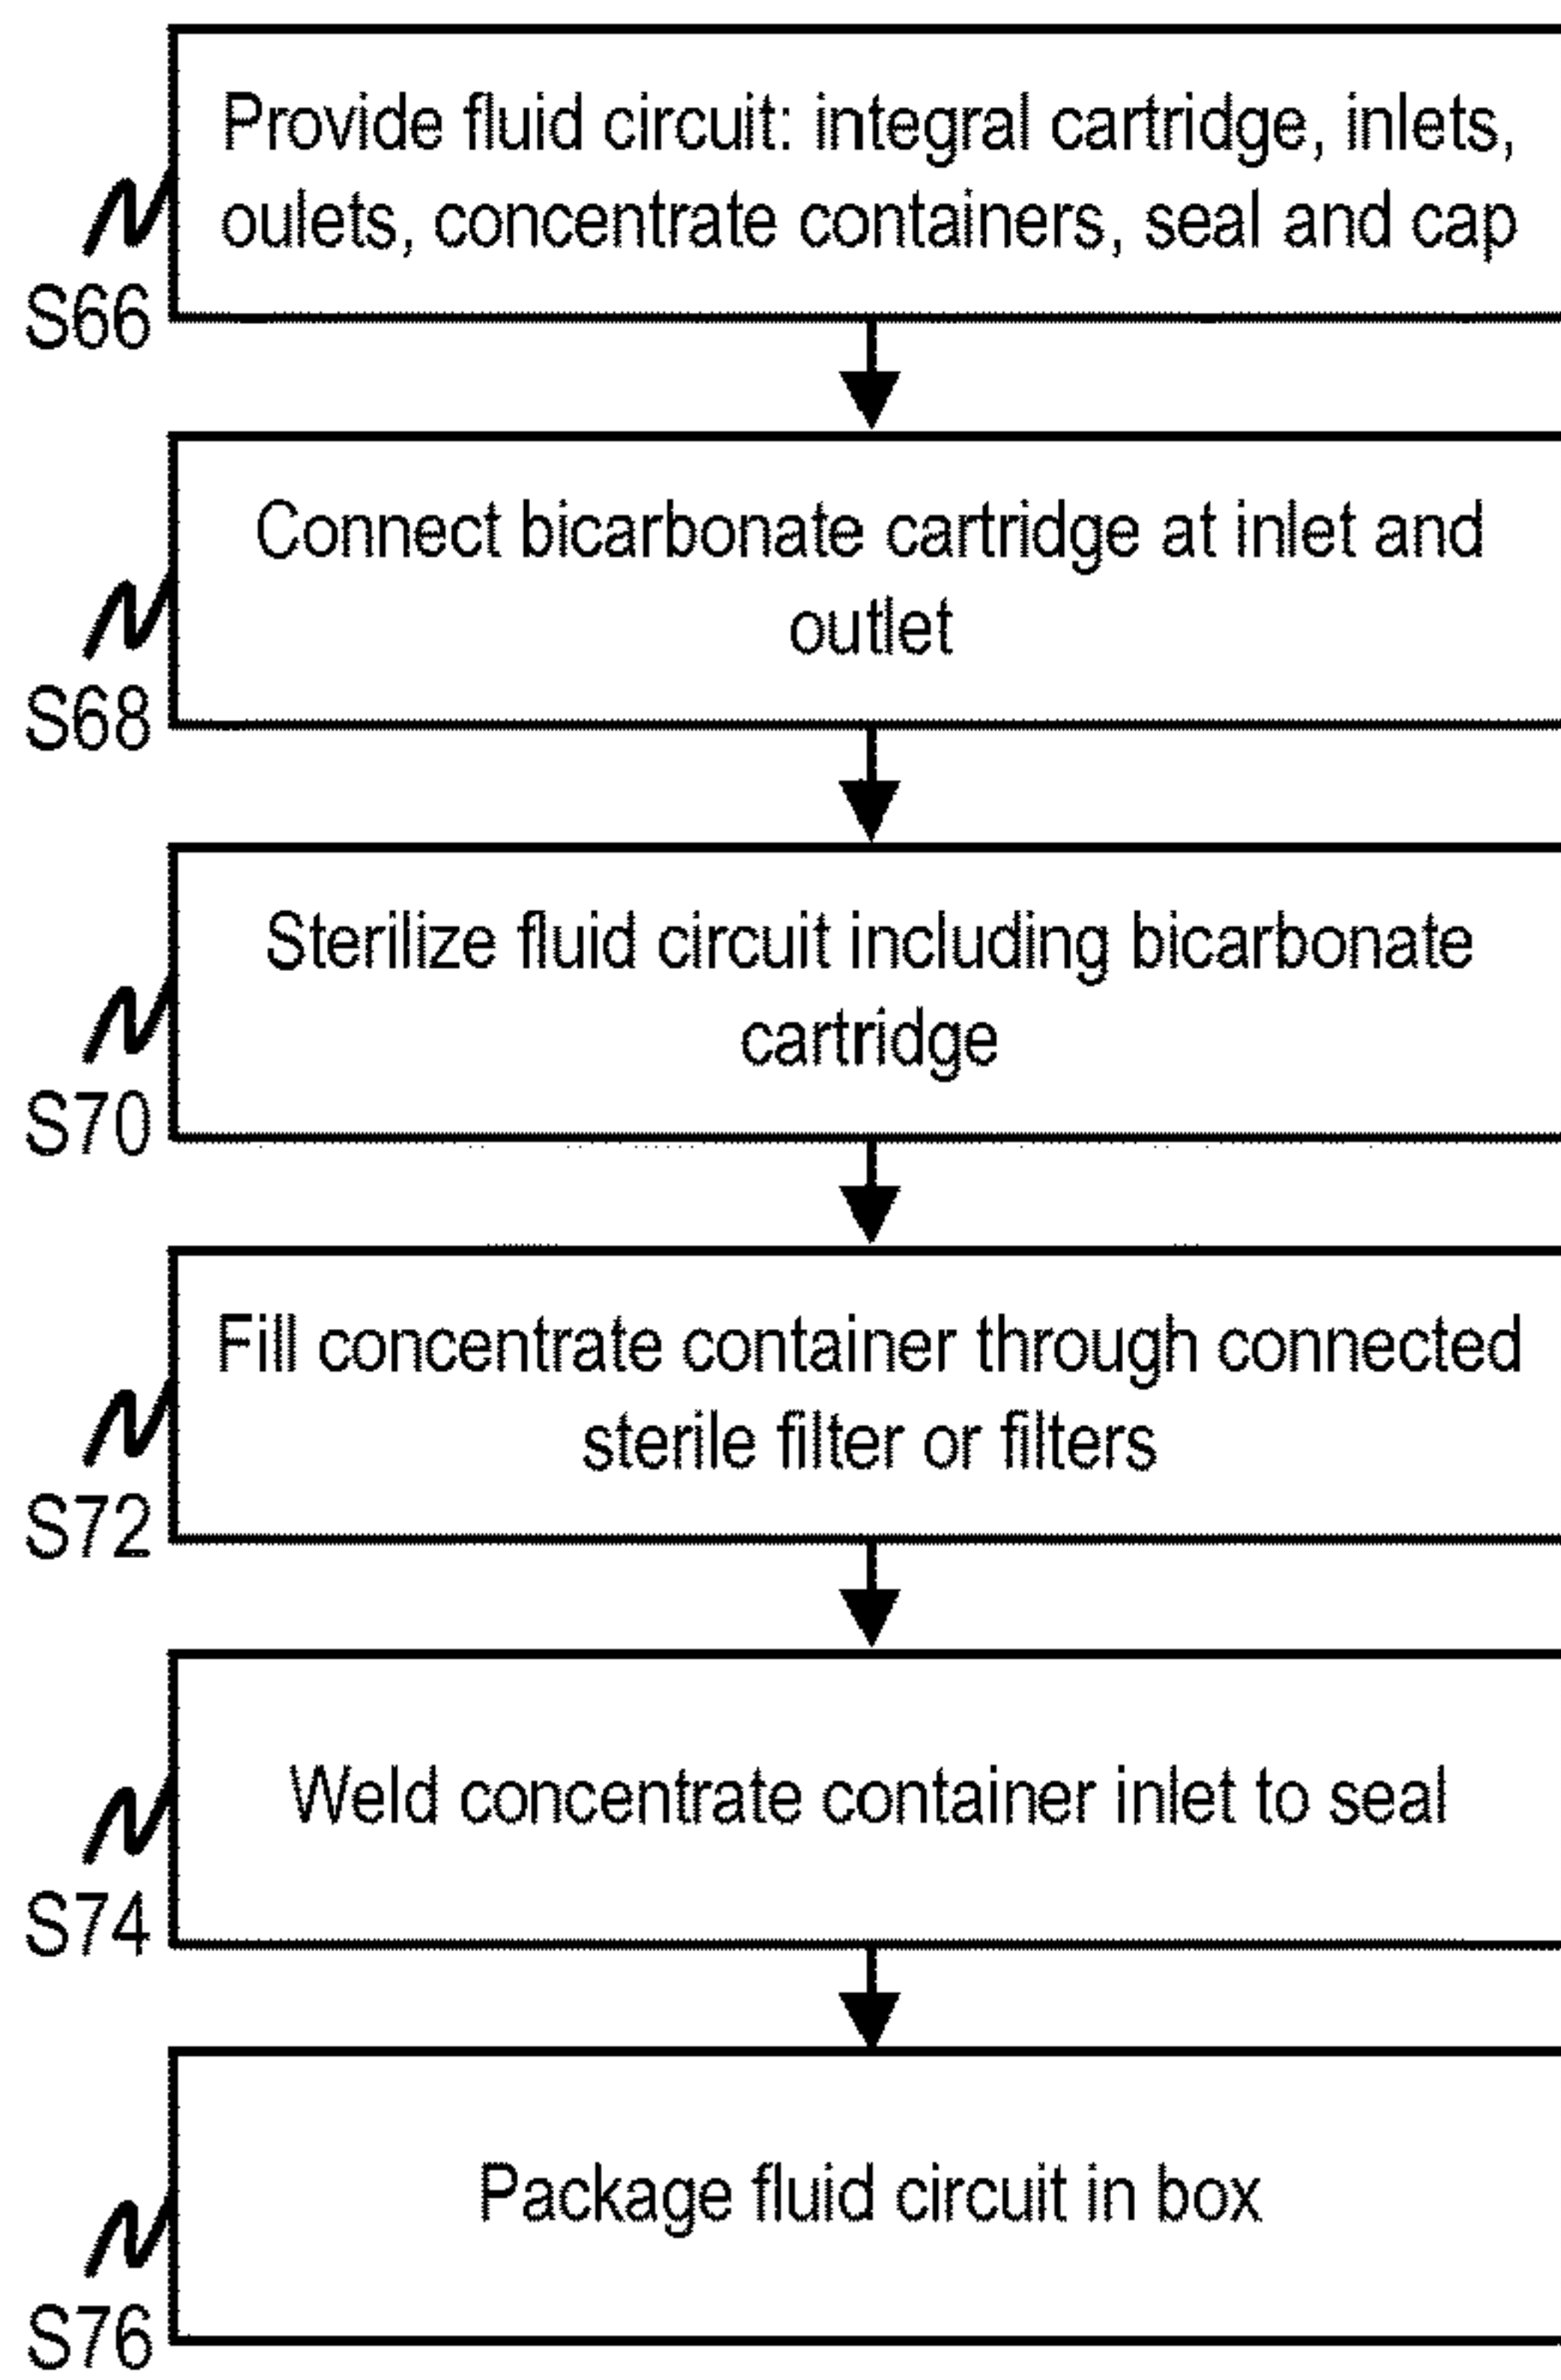 Provide fluid circuit: integral cartridge, inlets,
oulets, concentrate containers, seal and cap
S66
Connect bicarbonate cartridge at inlet and
outlet
S68
Sterilize fluid circuit including bicarbonate
cartridge
S70
Fill concentrate container through connected
sterile filter or filters
S72
Weld concentrate container inlet to seal
S74
Package fluid circuit in box
S76